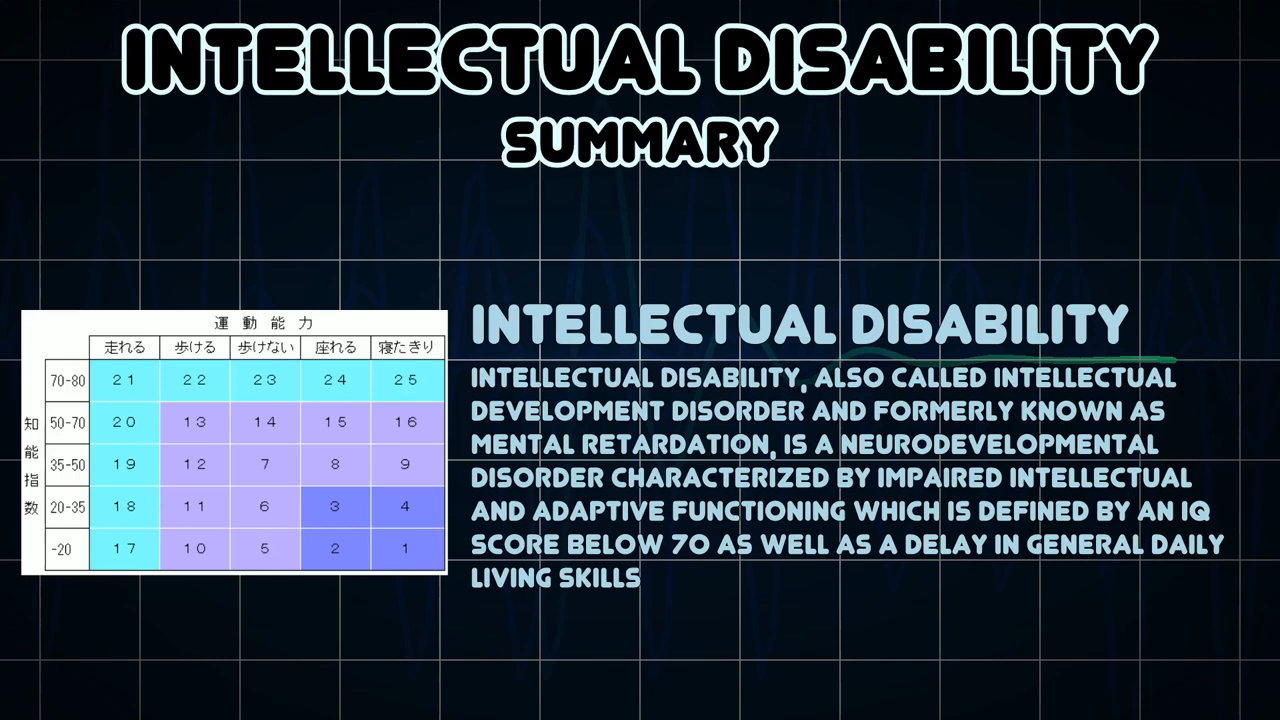 INTELLECTUAL DISABILITY
SUMMARY
運動能力
走れる 歩ける 歩けない 座れる 寝たきり
知能指数
70-80 21 22 23 24 25
50-70 20 13 14 15 16
35-50 19 12 7 8 9
20-35 18 11 6 3 4
-20 17 10 5 2 1
INTELLECTUAL DISABILITY
INTELLECTUAL DISABILITY, ALSO CALLED INTELLECTUAL
DEVELOPMENT DISORDER AND FORMERLY KNOWN AS
MENTAL RETARDATION, IS A NEURODEVELOPMENTAL
DISORDER CHARACTERIZED BY IMPAIRED INTELLECTUAL
AND ADAPTIVE FUNCTIONING WHICH IS DEFINED BY AN IQ
SCORE BELOW 70 AS WELL AS A DELAY IN GENERAL DAILY
LIVING SKILLS